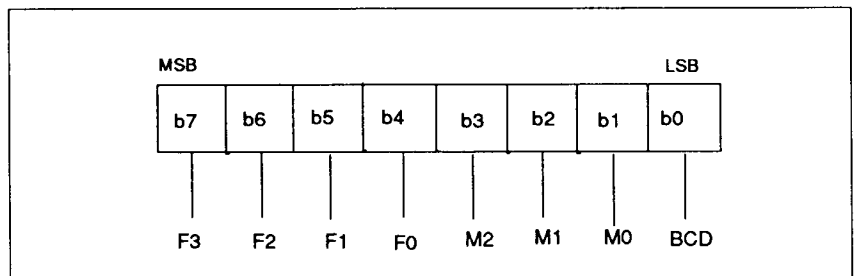 MSB LSB
b7 b6 b5 b4 b3 b2 b1 b0
F3 F2 F1 F0 M2 M1 M0 BCD